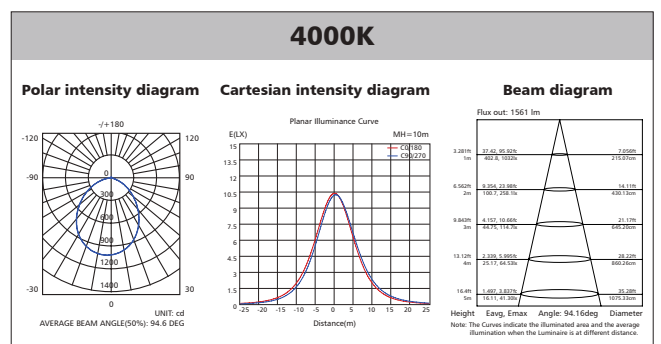 4000K
Polar intensity diagram
Cartesian intensity diagram
Beam diagram
-/+180
-120
120
-90
90
0
300
600
900
1200
1400
-30
30
0
UNIT: cd
AVERAGE BEAM ANGLE(50%): 94.6 DEG
Planar Illuminance Curve
E(LX)
MH=10m
C0/180
C90/270
15
13.5
12
10.5
9
7.5
6
4.5
3
1.5
0
-25 -20 -15 -10 -5 0 5 10 15 20 25
Distance(m)
Flux out: 1561 lm
3.281ft 37.42, 95.92fc 7.056ft
1m 402.8, 1032lx 215.07cm
6.562ft 9.354, 23.98fc 14.11ft
2m 100.7, 258.1lx 430.13cm
9.843ft 4.157, 10.66fc 21.17ft
3m 44.75, 114.7lx 645.20cm
13.12ft 2.339, 5.995fc 28.22ft
4m 25.17, 64.53lx 860.26cm
16.4ft 1.497, 3.837fc 35.28ft
5m 16.11, 41.30lx 1075.33cm
Height Eavg, Emax Angle: 94.16deg Diameter
Note: The Curves indicate the illuminated area and the average
illumination when the Luminaire is at different distance.